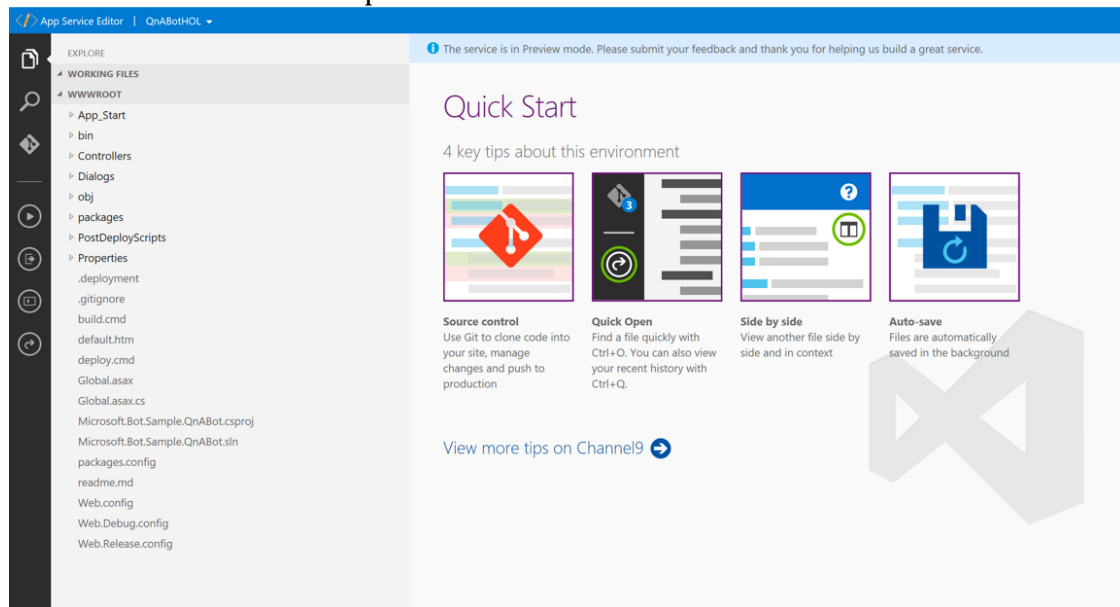 App Service Editor | QnABotHOL
EXPLORE
WORKING FILES
WWWROOT
App_Start
bin
Controllers
Dialogs
obj
packages
PostDeployScripts
Properties
.deployment
.gitignore
build.cmd
default.htm
deploy.cmd
Global.asax
Global.asax.cs
Microsoft.Bot.Sample.QnABot.csproj
Microsoft.Bot.Sample.QnABot.sln
packages.config
readme.md
Web.config
Web.Debug.config
Web.Release.config
The service is in Preview mode. Please submit your feedback and thank you for helping us build a great service.
Quick Start
4 key tips about this environment
3
?
Source control
Use Git to clone code into
your site, manage
changes and push to
production
Quick Open
Find a file quickly with
Ctrl+O. You can also view
your recent history with
Ctrl+Q.
Side by side
View another file side by
side and in context
Auto-save
Files are automatically
saved in the background
View more tips on Channel9